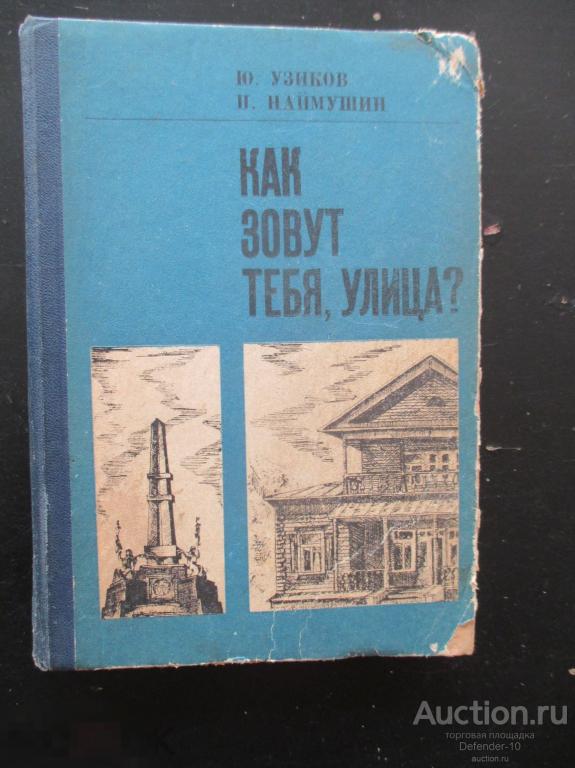 Ю. УЗИКОВ
П. НАЙМУШИН
КАК
ЗОВУТ
ТЕБЯ, УЛИЦА?
Auction.ru
торговая площадка
Defender-10
auction.ru